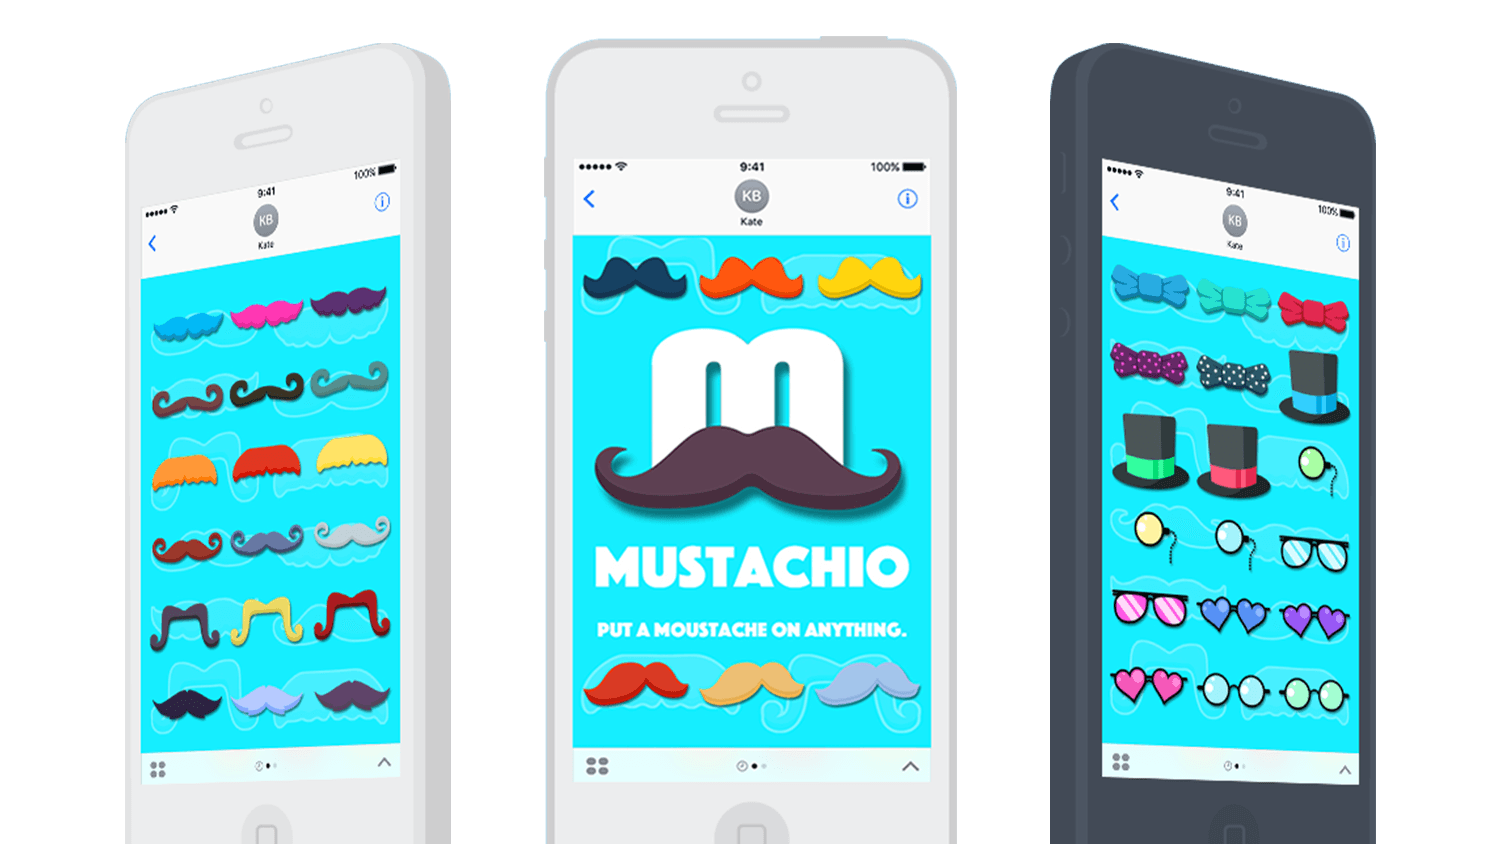 100%
9:41
KB
Kate
9:41
100%
KB
Kate
m
MUSTACHIO
PUT A MOUSTACHE ON ANYTHING.
9:41
100%
KB
Kate